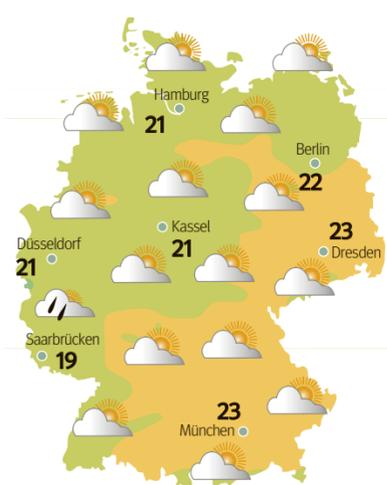 Hamburg
21
Berlin
22
Kassel
21
23
Dresden
Düsseldorf
21
Saarbrücken
19
23
München